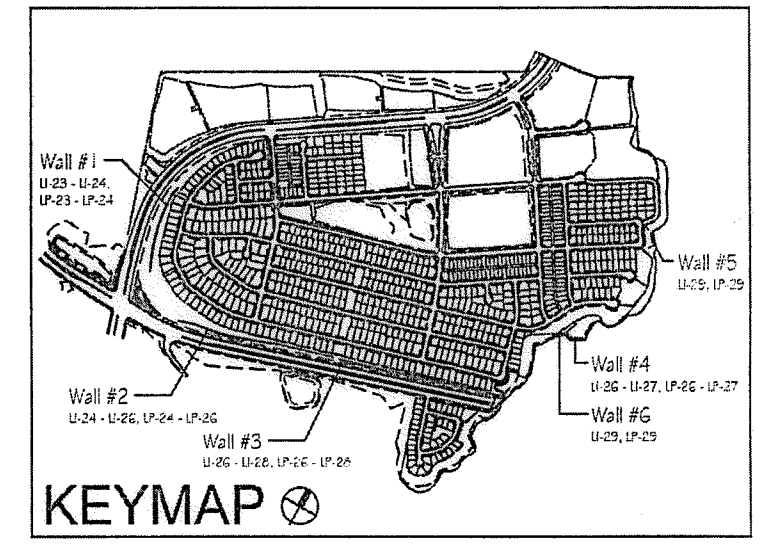 Wall #1
LI-23 - LI-24,
LP-23 - LP-24
Wall #5
LI-29, LP-29
Wall #4
LI-26 - LI-27, LP-26 - LP-27
Wall #2
LI-24 - LI-26, LP-24 - LP-26
Wall #6
LI-29, LP-29
Wall #3
LI-26 - LI-28, LP-26 - LP-28
KEYMAP